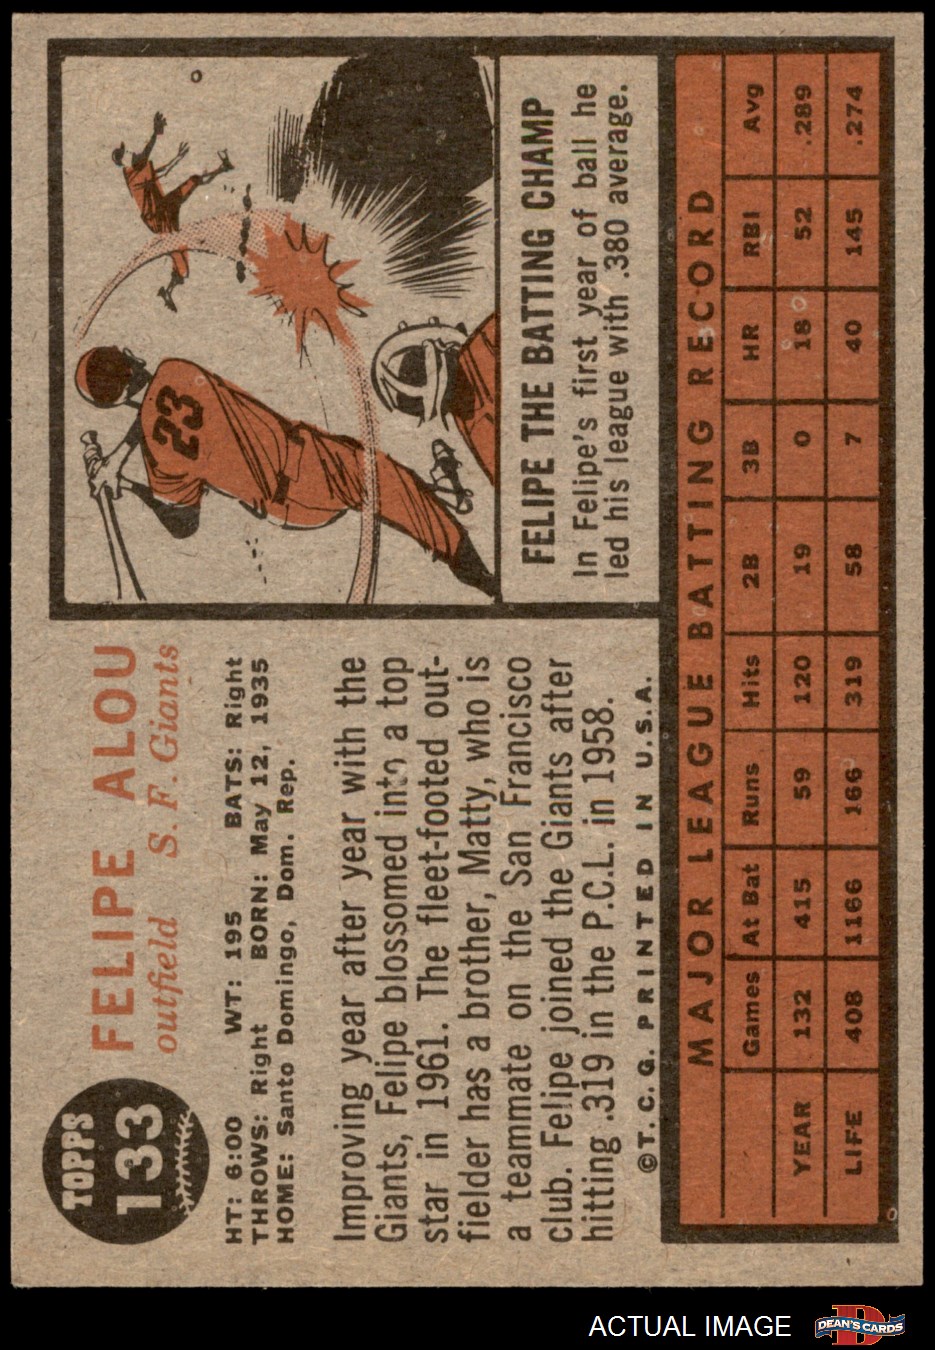 TOPPS
133
FELIPE ALOU
outfield S. F. Giants
HT: 6:00 WT: 195 BATS: Right
THROWS: Right BORN: May 12, 1935
HOME: Santo Domingo, Dom. Rep.
Improving year after year with the
Giants, Felipe blossomed into a top
star in 1961. The fleet-footed out-
fielder has a brother, Matty, who is
a teammate on the San Francisco
club. Felipe joined the Giants after
hitting .319 in the P.C.L. in 1958.
©T. C. G. PRINTED IN U.S.A.
23
FELIPE THE BATTING CHAMP
In Felipe's first year of ball he
led his league with .380 average.
MAJOR LEAGUE BATTING RECORD
Games At Bat Runs Hits 2B 3B HR RBI Avg
YEAR 132 415 59 120 19 0 18 52 .289
LIFE 408 1166 166 319 58 7 40 145 .274
ACTUAL IMAGE
DEAN'S CARDS